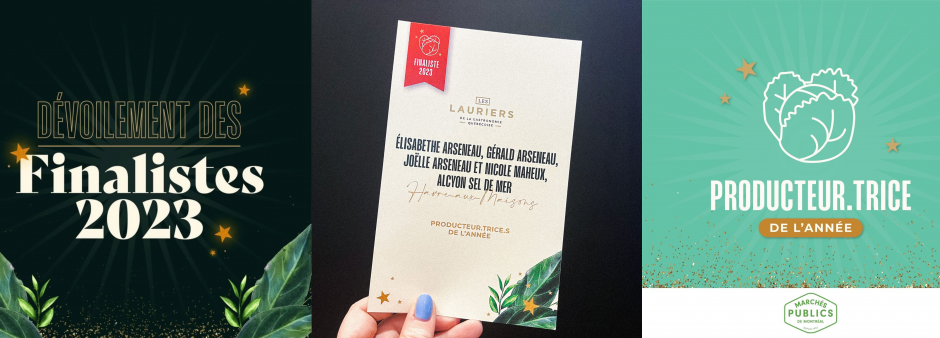 DÉVOILEMENT DES
Finalistes
2023
FINALISTE
2023
LES
LAURIERS
DE LA GASTRONOMIE
QUÉBÉCOISE
ÉLISABETHE ARSENEAU, GÉRALD ARSENEAU,
JOËLLE ARSENEAU ET NICOLE MAHEUX,
ALCYON SEL DE MER
Havre-aux-Maisons
PRODUCTEUR.TRICE.S
DE L'ANNÉE
PRODUCTEUR.TRICE
DE L'ANNÉE
MARCHÉS
PUBLICS
DE MONTRÉAL